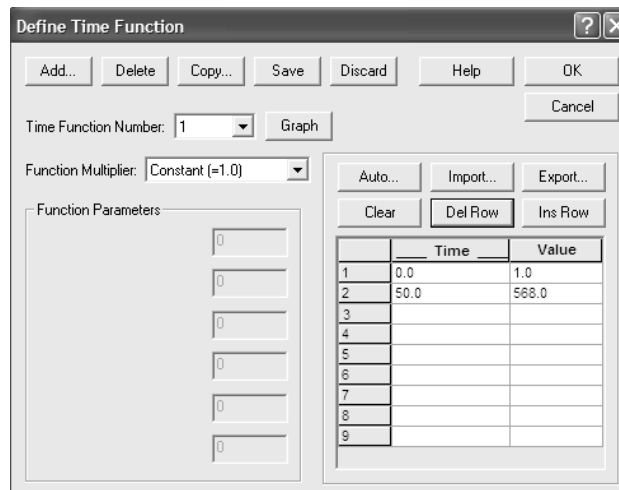 Define Time Function
Add... Delete Copy... Save Discard Help OK
Cancel
Time Function Number: 1 Graph
Function Multiplier: Constant (=1.0)
Auto... Import... Export...
Function Parameters
Clear Del Row Ins Row
0
0
0
0
0
0
Time Value
1 0.0 1.0
2 50.0 568.0
3
4
5
6
7
8
9